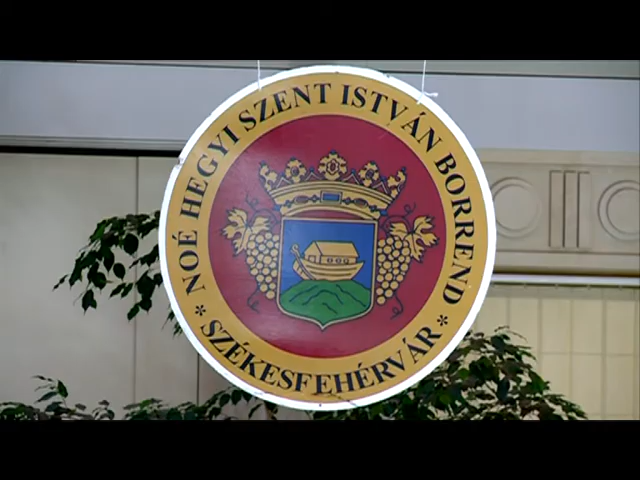 NOÉ HEGYI SZENT ISTVÁN BORREND
* SZÉKESFEHÉRVÁR *